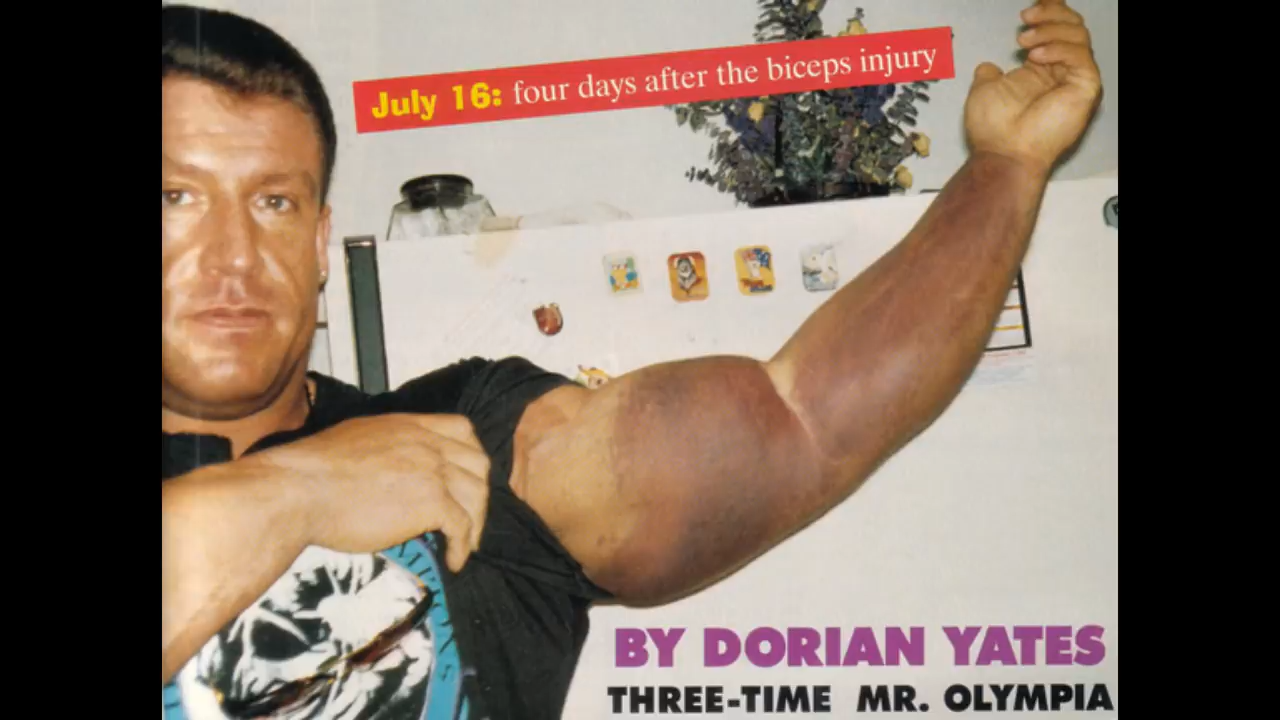 July 16: four days after the biceps injury
BY DORIAN YATES
THREE-TIME MR. OLYMPIA